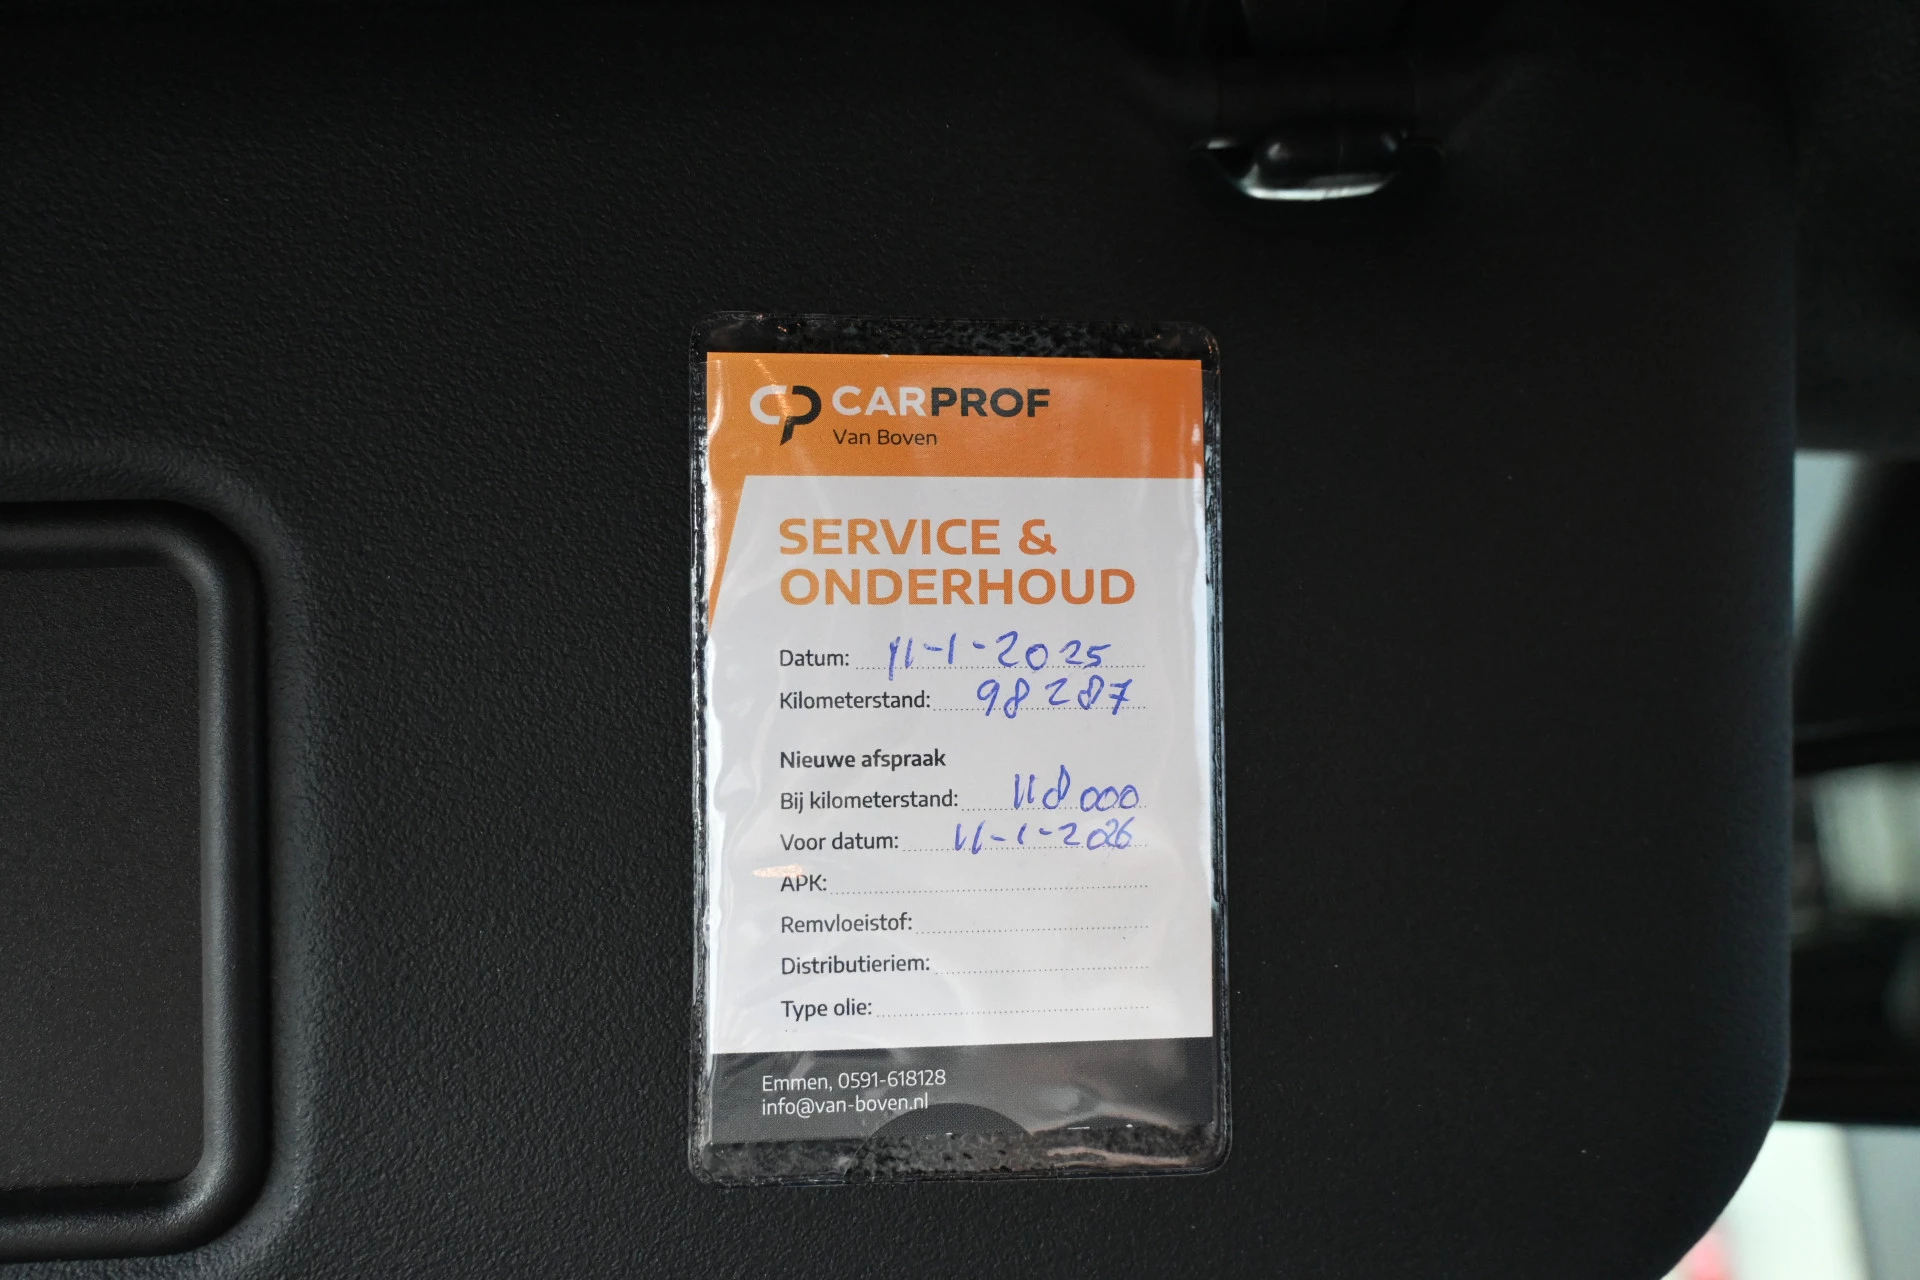 CP CARPROF
Van Boven
SERVICE &
ONDERHOUD
Datum: 11-1-2025
Kilometerstand: 98287
Nieuwe afspraak
Bij kilometerstand: 118000
Voor datum: 11-1-2026
APK:
Remvloeistof:
Distributieriem:
Type olie:
Emmen, 0591-618128
info@van-boven.nl